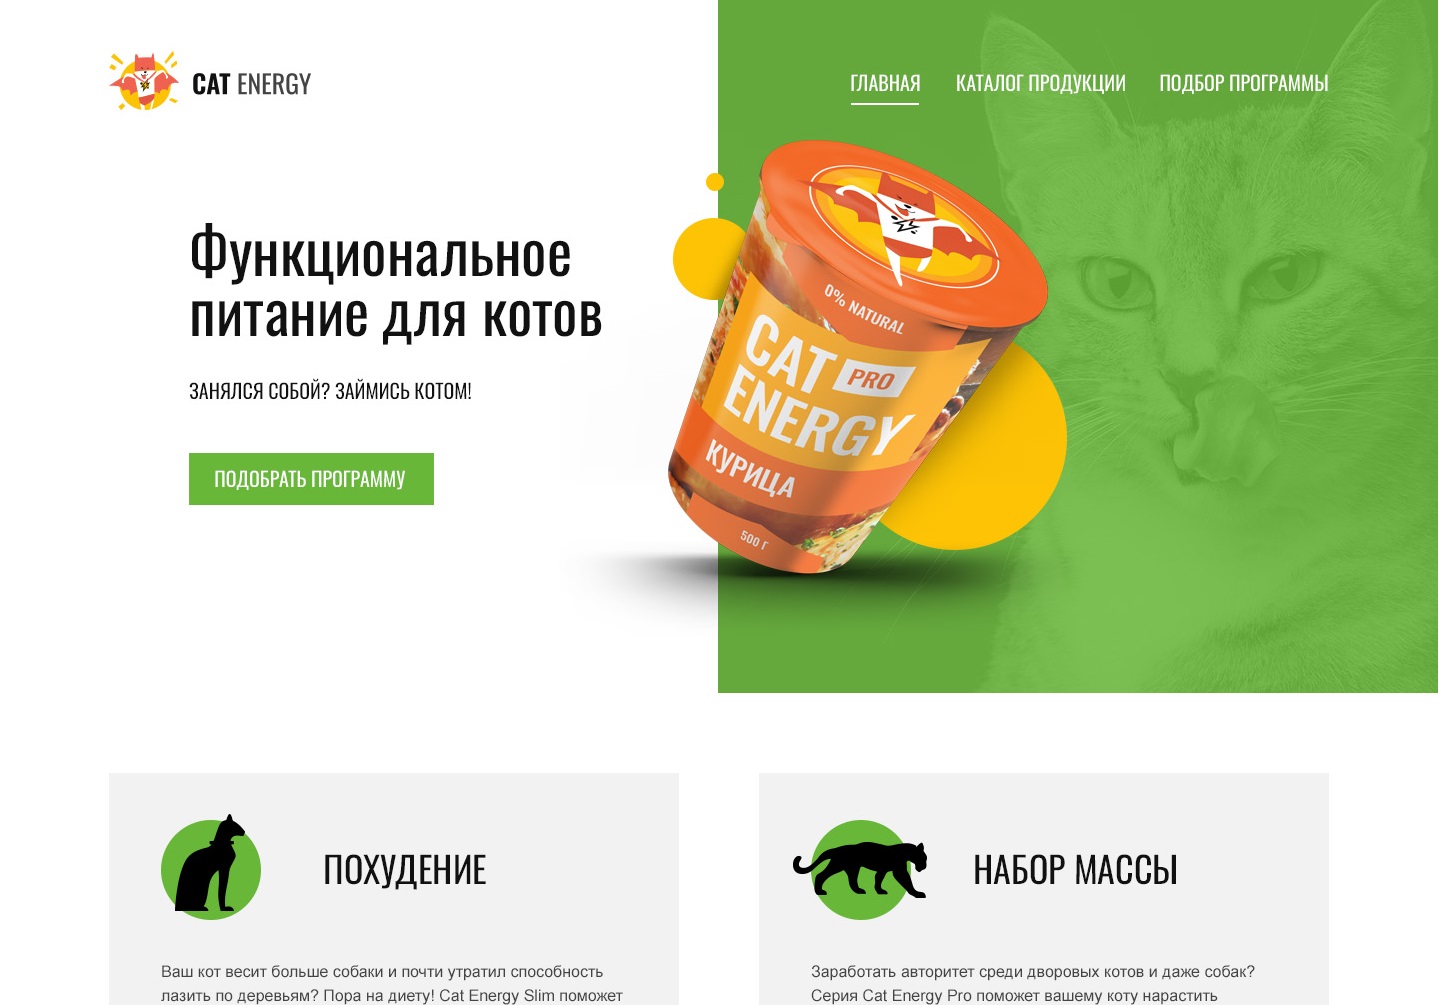 CAT ENERGY
ГЛАВНАЯ КАТАЛОГ ПРОДУКЦИИ ПОДБОР ПРОГРАММЫ
Функциональное
питание для котов
ЗАНЯЛСЯ СОБОЙ? ЗАЙМИСЬ КОТОМ!
ПОДОБРАТЬ ПРОГРАММУ
0% NATURAL
CAT PRO
ENERGY
КУРИЦА
500 Г
ПОХУДЕНИЕ
Ваш кот весит больше собаки и почти утратил способность
лазить по деревьям? Пора на диету! Cat Energy Slim поможет
НАБОР МАССЫ
Заработать авторитет среди дворовых котов и даже собак?
Серия Cat Energy Pro поможет вашему коту нарастить